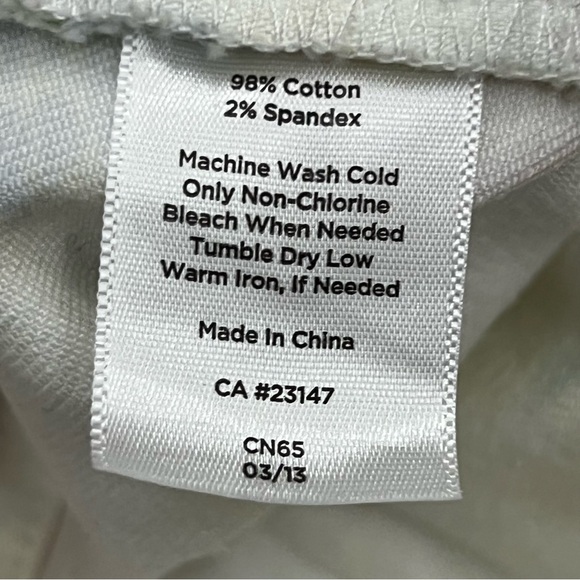 98% Cotton
2% Spandex
Machine Wash Cold
Only Non-Chlorine
Bleach When Needed
Tumble Dry Low
Warm Iron, If Needed
Made In China
CA #23147
CN65
03/13